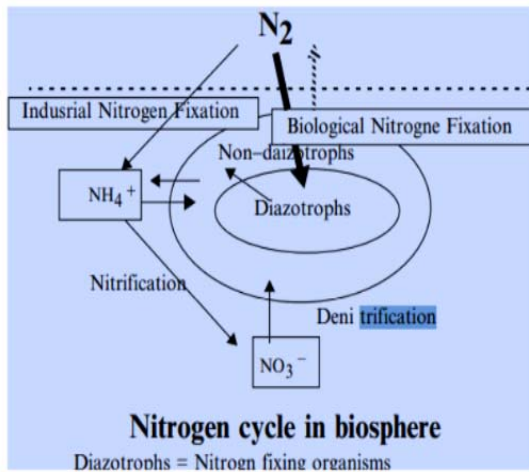 N2
Indusrial Nitrogen Fixation
Biological Nitrogne Fixation
Non-daizotrophs
NH4+
Diazotrophs
Nitrification
Deni trification
NO3−
Nitrogen cycle in biosphere
Diazotrophs = Nitrogn fixing organisms